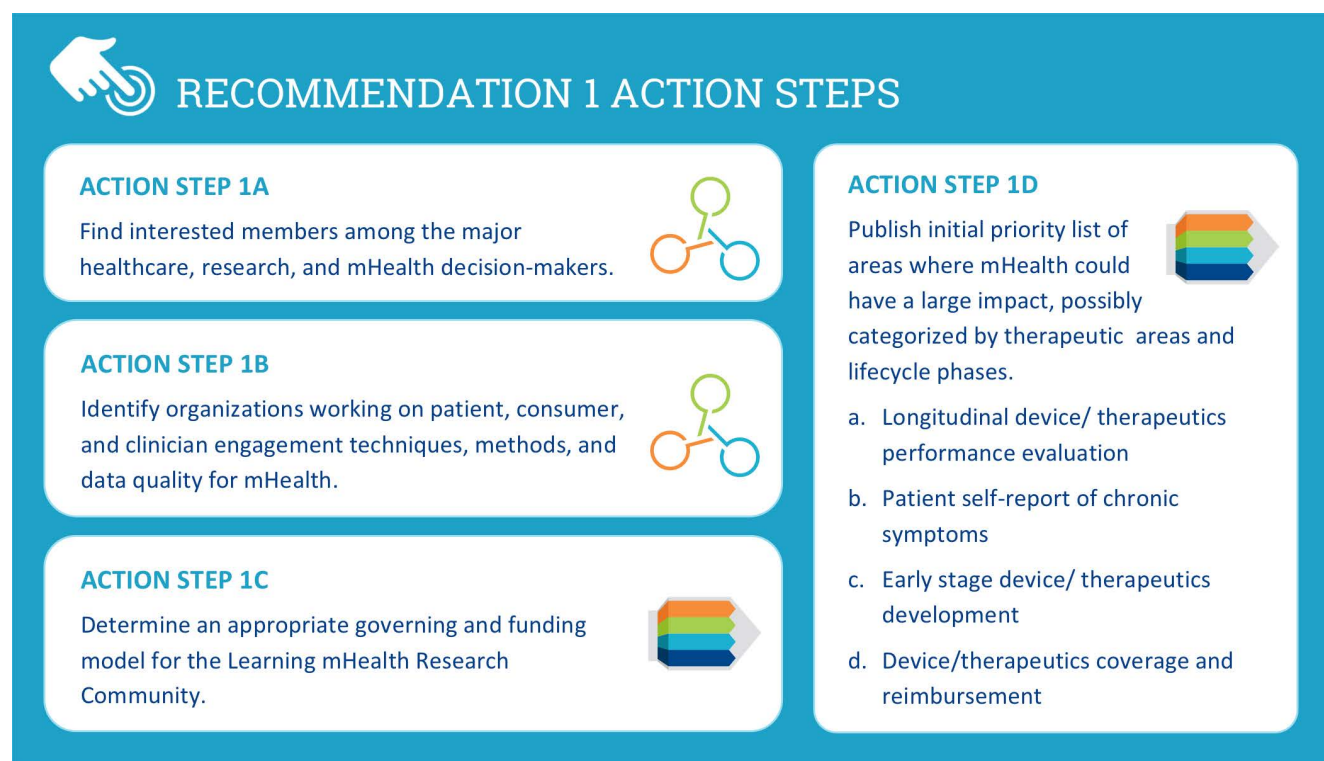 RECOMMENDATION 1 ACTION STEPS
ACTION STEP 1A
Find interested members among the major
healthcare, research, and mHealth decision-makers.
ACTION STEP 1B
Identify organizations working on patient, consumer,
and clinician engagement techniques, methods, and
data quality for mHealth.
ACTION STEP 1C
Determine an appropriate governing and funding
model for the Learning mHealth Research
Community.
ACTION STEP 1D
Publish initial priority list of
areas where mHealth could
have a large impact, possibly
categorized by therapeutic  areas and
lifecycle phases.
a. Longitudinal device/ therapeutics
performance evaluation
b. Patient self-report of chronic
symptoms
c. Early stage device/ therapeutics
development
d. Device/therapeutics coverage and
reimbursement